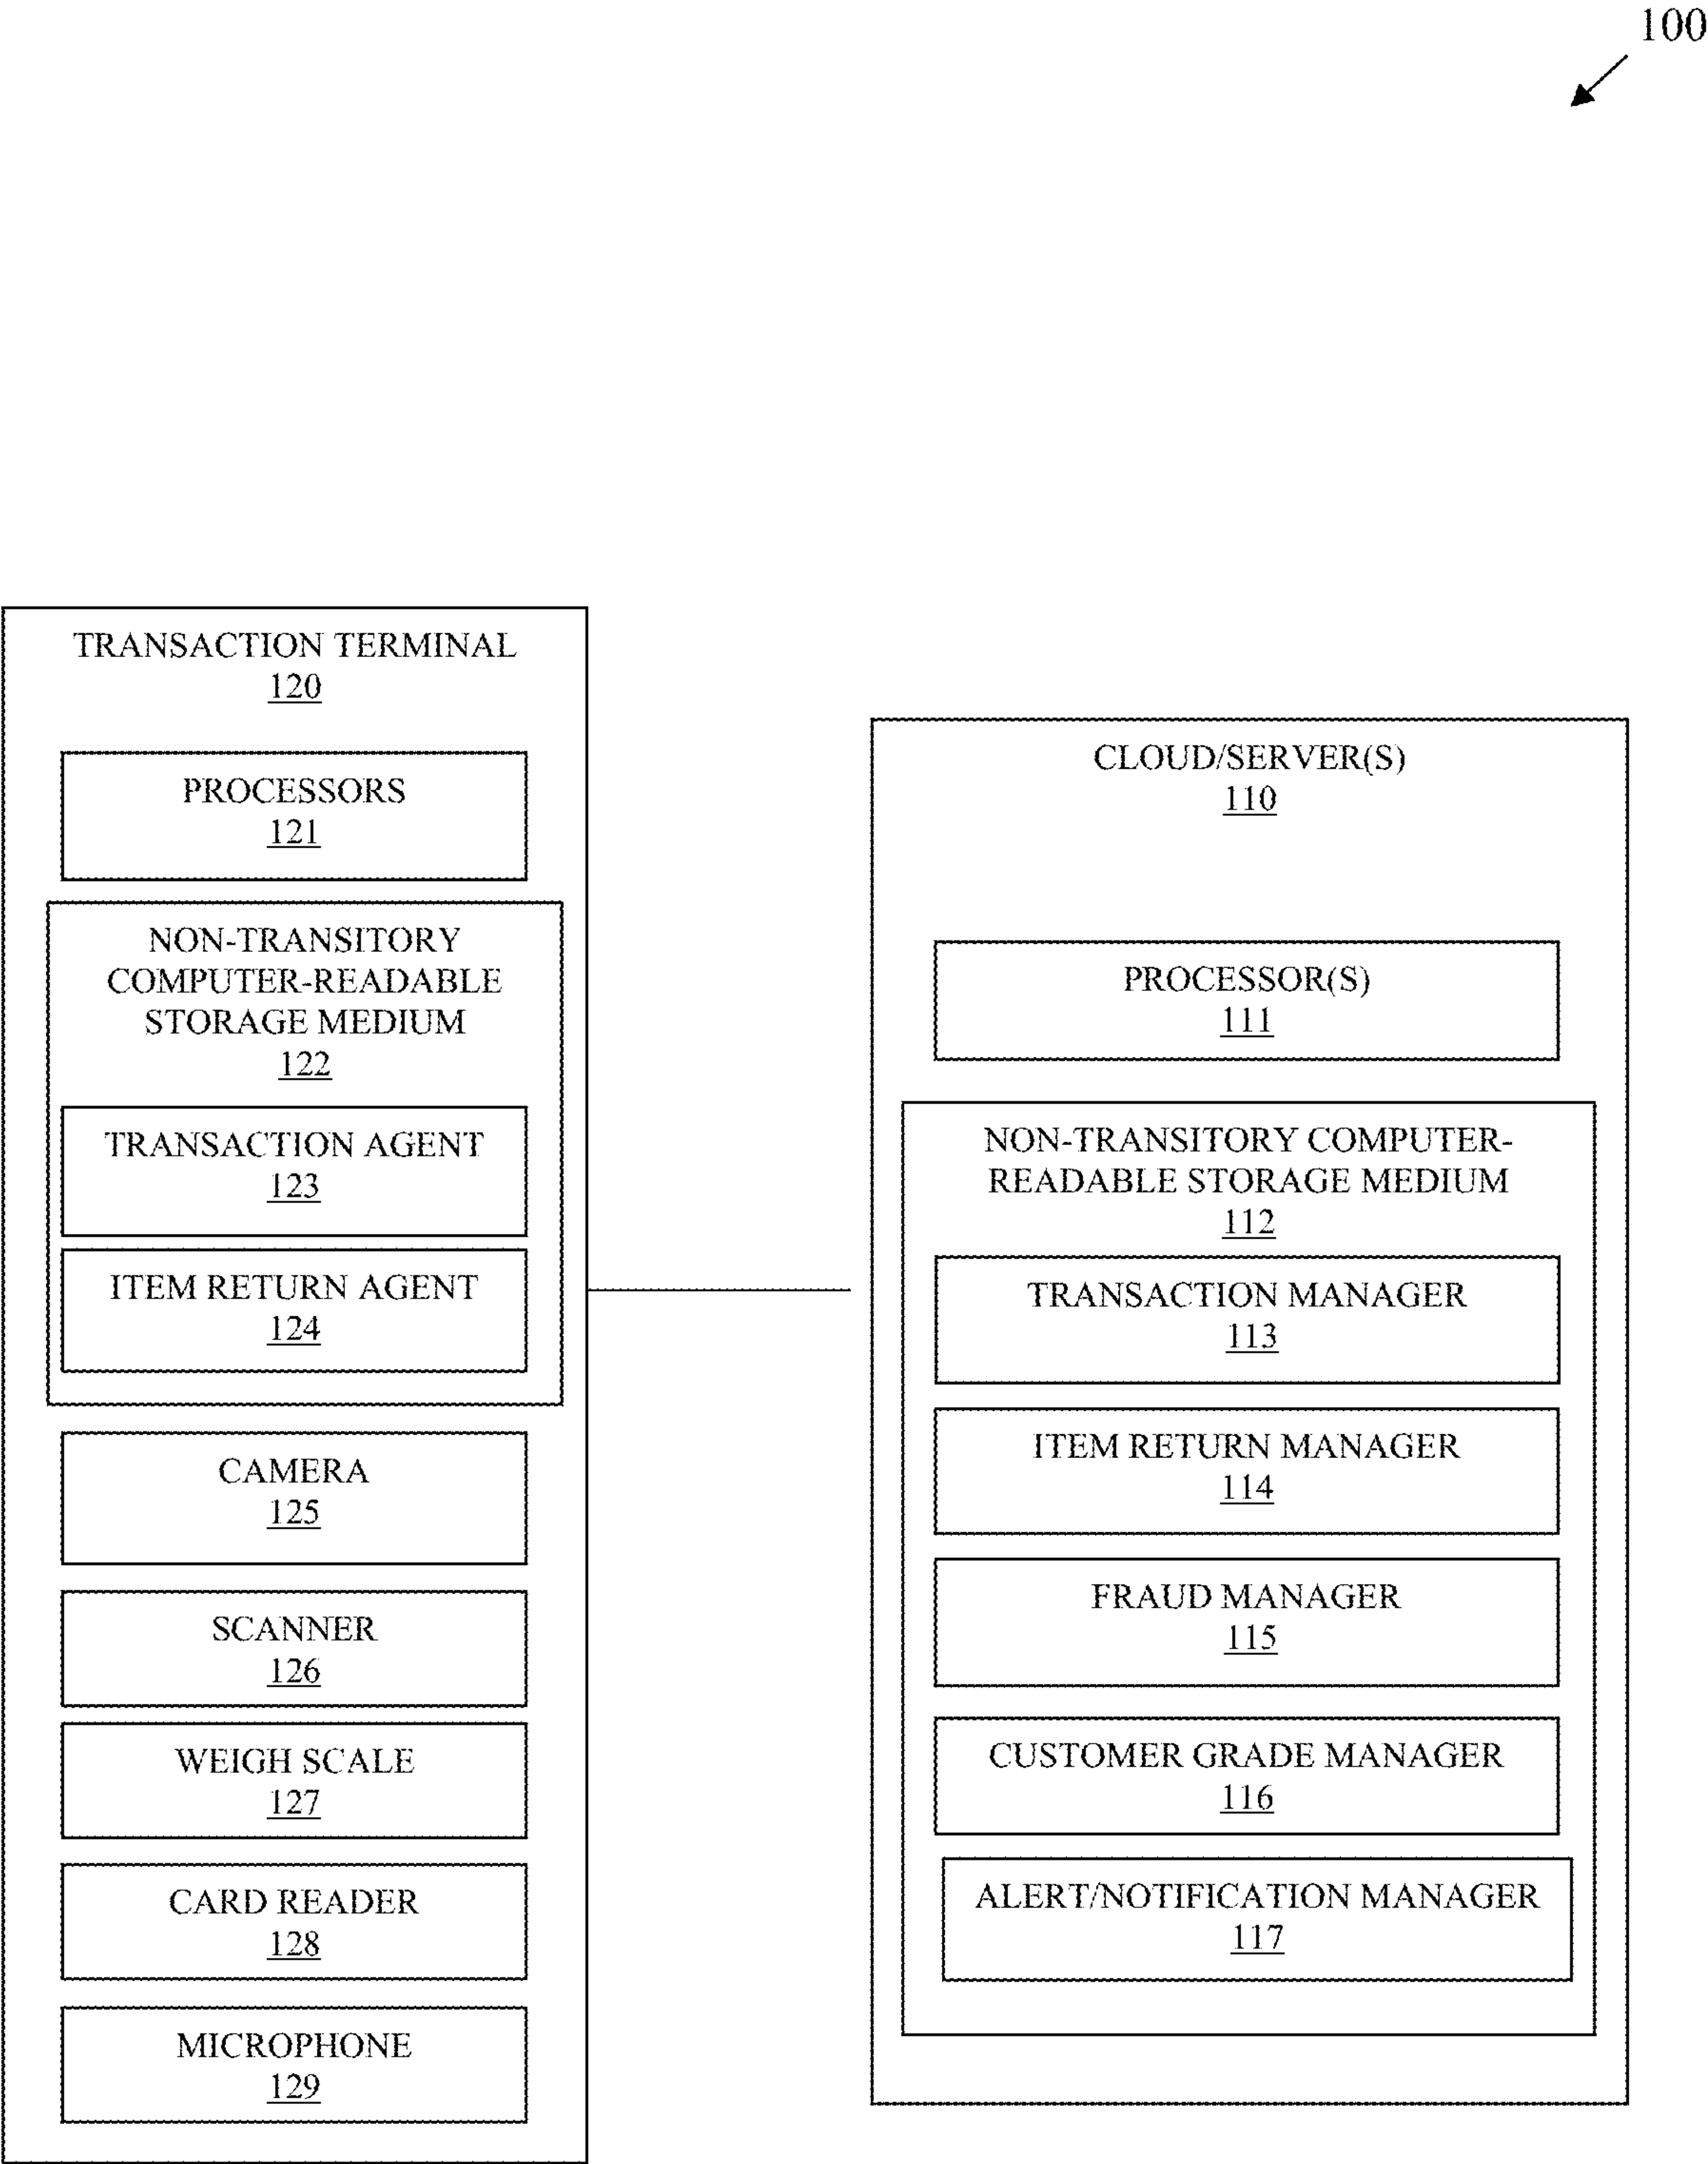 100
TRANSACTION TERMINAL
120
PROCESSORS
121
NON-TRANSITORY
COMPUTER-READABLE
STORAGE MEDIUM
122
TRANSACTION AGENT
123
ITEM RETURN AGENT
124
CAMERA
125
SCANNER
126
WEIGH SCALE
127
CARD READER
128
MICROPHONE
129
CLOUD/SERVER(S)
110
PROCESSOR(S)
111
NON-TRANSITORY COMPUTER-
READABLE STORAGE MEDIUM
112
TRANSACTION MANAGER
113
ITEM RETURN MANAGER
114
FRAUD MANAGER
115
CUSTOMER GRADE MANAGER
116
ALERT/NOTIFICATION MANAGER
117